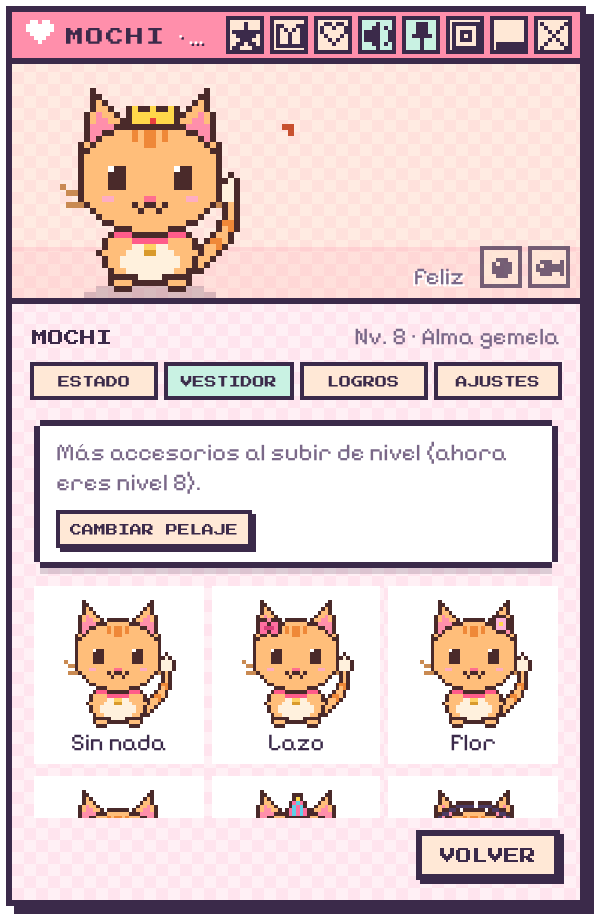 MOCHI ·…
Feliz
MOCHI
Nv. 8 · Alma gemela
ESTADO
VESTIDOR
LOGROS
AJUSTES
Más accesorios al subir de nivel (ahora
eres nivel 8).
CAMBIAR PELAJE
Sin nada
Lazo
Flor
VOLVER